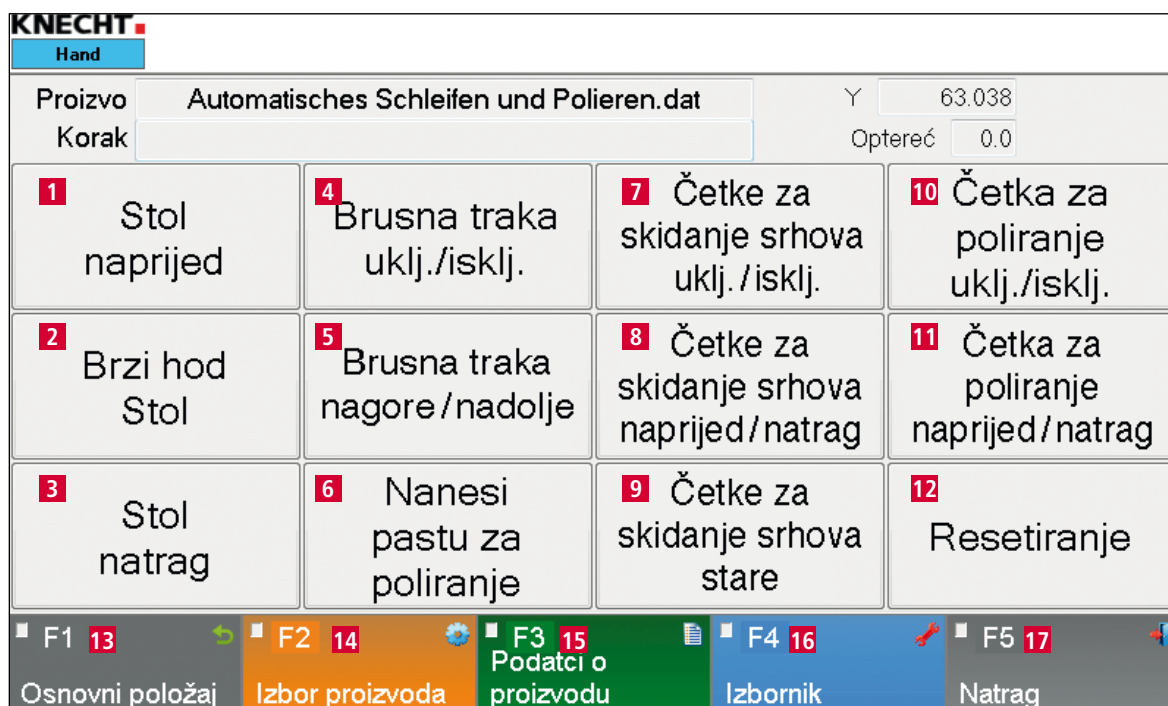 KNECHT
Hand
Proizvo Automatisches Schleifen und Polieren.dat Y 63.038
Korak Optereć 0.0
1
Stol
naprijed
4
Brusna traka
uklj./isklj.
7
Četke za
skidanje srhova
uklj./isklj.
10
Četka za
poliranje
uklj./isklj.
2
Brzi hod
Stol
5
Brusna traka
nagore/nadolje
8
Četke za
skidanje srhova
naprijed/natrag
11
Četka za
poliranje
naprijed/natrag
3
Stol
natrag
6
Nanesi
pastu za
poliranje
9
Četke za
skidanje srhova
stare
12
Resetiranje
F1 13
Osnovni položaj
F2 14
Izbor proizvoda
F3 15
Podatci o
proizvodu
F4 16
Izbornik
F5 17
Natrag